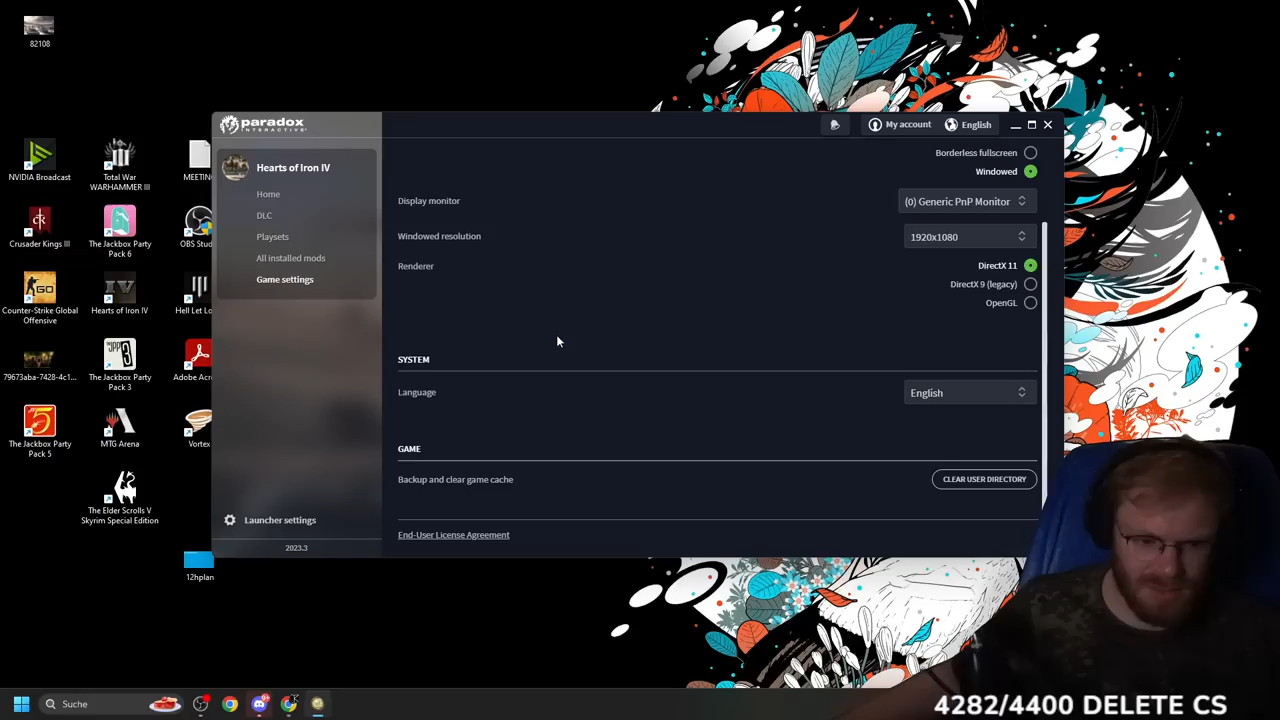 82108
NVIDIA Broadcast
Total War
WARHAMMER III
MEETING
Crusader Kings III
The Jackbox Party
Pack 6
OBS Stud
Counter-Strike Global
Offensive
Hearts of Iron IV
Hell Let Lo
79673aba-7428-4c1...
The Jackbox Party
Pack 3
Adobe Acr
The Jackbox Party
Pack 5
MTG Arena
Vortex
The Elder Scrolls V
Skyrim Special Edition
12hplan
paradox
INTERACTIVE
My account
English
Hearts of Iron IV
Home
DLC
Playsets
All installed mods
Game settings
Launcher settings
2023.3
Borderless fullscreen
Windowed
Display monitor
(0) Generic PnP Monitor
Windowed resolution
1920x1080
Renderer
DirectX 11
DirectX 9 (legacy)
OpenGL
SYSTEM
Language
English
GAME
Backup and clear game cache
CLEAR USER DIRECTORY
End-User License Agreement
Suche
4282/4400 DELETE CS